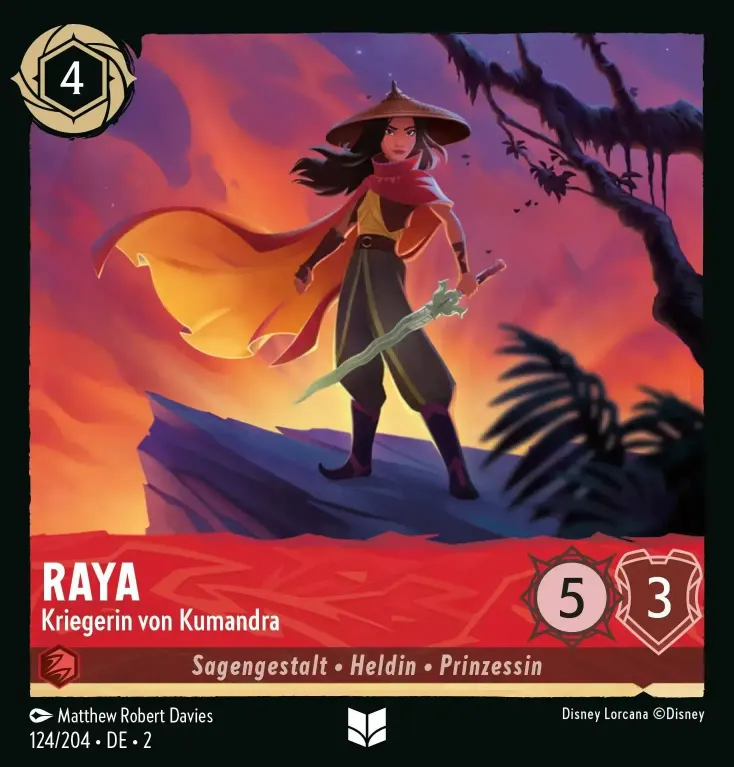 4
RAYA
Kriegerin von Kumandra
5
3
Sagengestalt • Heldin • Prinzessin
Matthew Robert Davies
124/204 • DE • 2
Disney Lorcana ©Disney